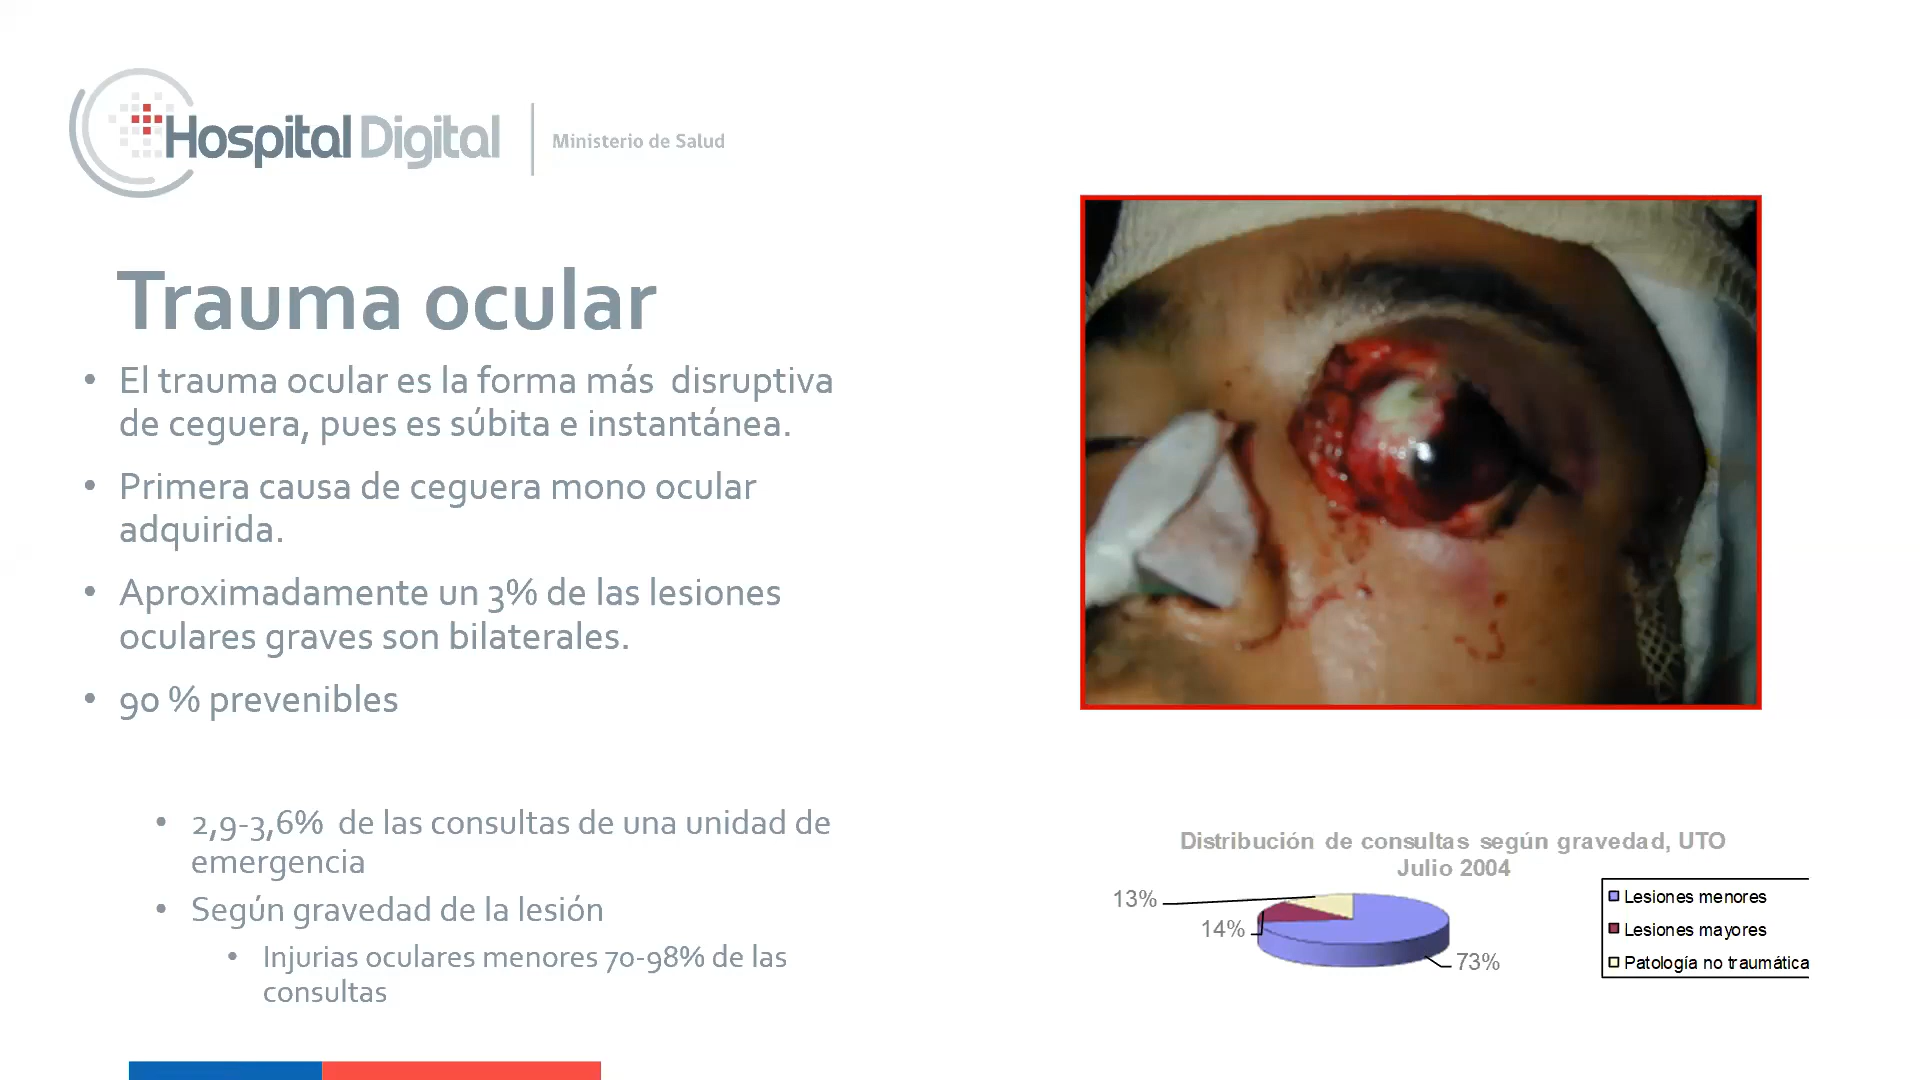 Hospital Digital
Ministerio de Salud
Trauma ocular
• El trauma ocular es la forma más disruptiva
de ceguera, pues es súbita e instantánea.
• Primera causa de ceguera mono ocular
adquirida.
• Aproximadamente un 3% de las lesiones
oculares graves son bilaterales.
• 90 % prevenibles
• 2,9-3,6% de las consultas de una unidad de
emergencia
• Según gravedad de la lesión
• Injurias oculares menores 70-98% de las
consultas
Distribución de consultas según gravedad, UTO
Julio 2004
13%
14%
73%
Lesiones menores
Lesiones mayores
Patología no traumática